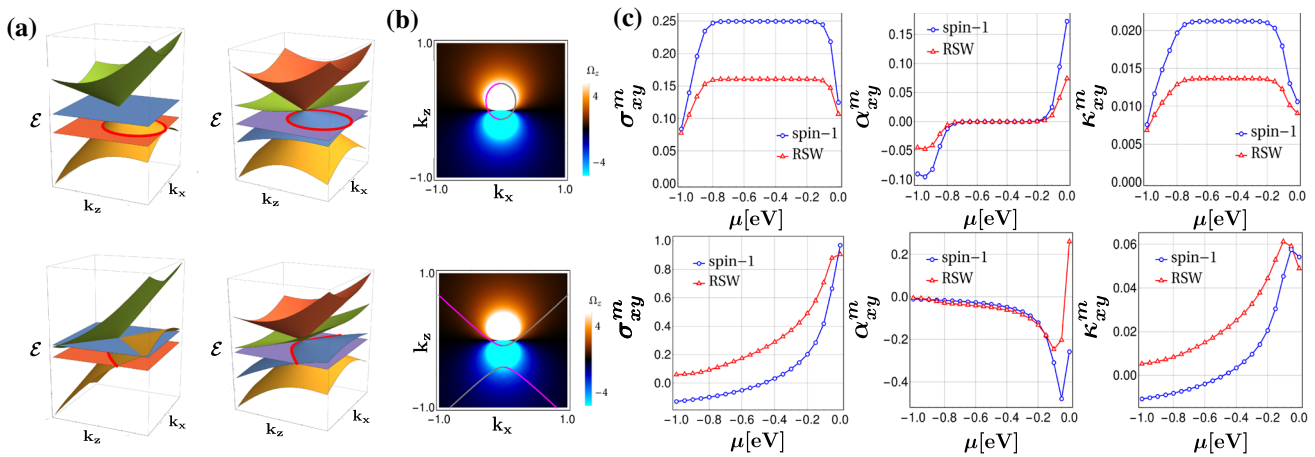 (a)
ℰ
k_z
k_x
ℰ
k_z
k_x
ℰ
k_z
k_x
ℰ
k_z
k_x
(b)
1.0
k_z
-1.0
-1.0
k_x
1.0
Ω_z
4
-4
1.0
k_z
-1.0
-1.0
k_x
1.0
Ω_z
4
-4
(c)
σ^m_xy
0.25
0.20
0.15
0.10
0.05
0.00
spin-1
RSW
-1.0 -0.8 -0.6 -0.4 -0.2 0.0
μ[eV]
α^m_xy
0.15
0.10
0.05
0.00
-0.05
-0.10
spin-1
RSW
-1.0 -0.8 -0.6 -0.4 -0.2 0.0
μ[eV]
κ^m_xy
0.020
0.015
0.010
0.005
0.000
spin-1
RSW
-1.0 -0.8 -0.6 -0.4 -0.2 0.0
μ[eV]
σ^m_xy
1.0
0.8
0.6
0.4
0.2
0.0
spin-1
RSW
-1.0 -0.8 -0.6 -0.4 -0.2 0.0
μ[eV]
α^m_xy
0.2
0.0
-0.2
-0.4
spin-1
RSW
-1.0 -0.8 -0.6 -0.4 -0.2 0.0
μ[eV]
κ^m_xy
0.06
0.04
0.02
0.00
spin-1
RSW
-1.0 -0.8 -0.6 -0.4 -0.2 0.0
μ[eV]